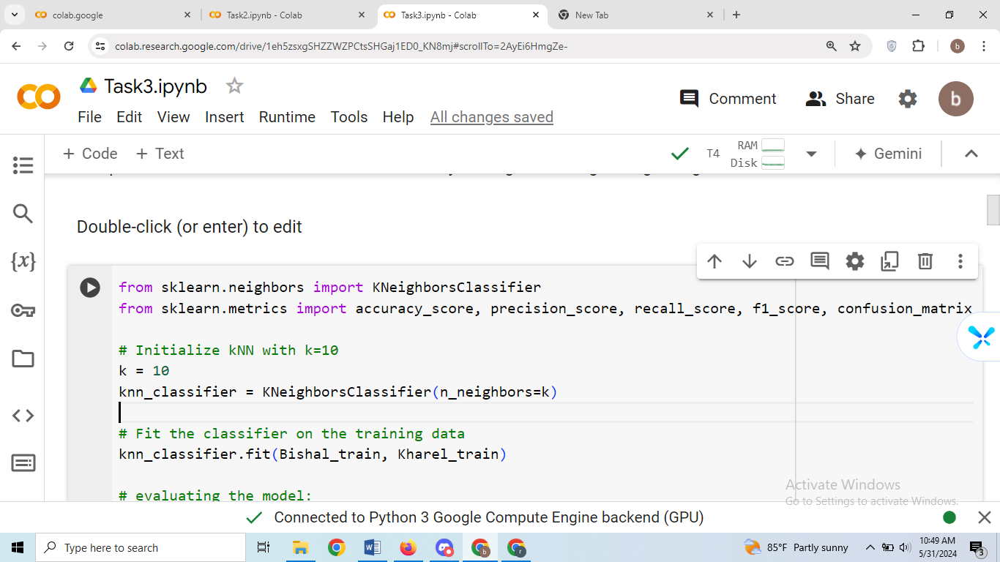 colab.google
Task2.ipynb - Colab
Task3.ipynb - Colab
New Tab
colab.research.google.com/drive/1eh5zsxgSHZZWZPCtsSHGaj1ED0_KN8mj#scrollTo=2AyEi6HmgZe-
b
Task3.ipynb
Comment
Share
b
File Edit View Insert Runtime Tools Help All changes saved
+ Code + Text
T4
RAM
Disk
Gemini
Double-click (or enter) to edit
{x}
from sklearn.neighbors import KNeighborsClassifier
from sklearn.metrics import accuracy_score, precision_score, recall_score, f1_score, confusion_matrix
# Initialize kNN with k=10
k = 10
knn_classifier = KNeighborsClassifier(n_neighbors=k)
# Fit the classifier on the training data
knn_classifier.fit(Bishal_train, Kharel_train)
# evaluating the model:
Activate Windows
Go to Settings to activate Windows.
Connected to Python 3 Google Compute Engine backend (GPU)
Type here to search
85°F Partly sunny
10:49 AM
5/31/2024
3